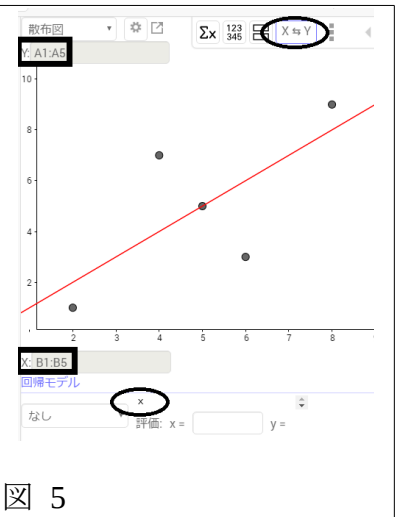 散布図
Σx 123 345 X ⇆ Y
Y: A1:A5
10
8
6
4
2
2 3 4 5 6 7 8
X: B1:B5
回帰モデル
x
なし 評価: x = y =
図 5